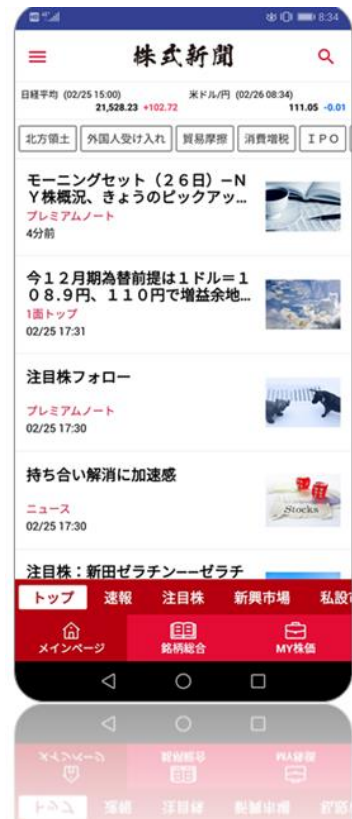 8:34
株式新聞
日経平均 (02/25 15:00) 米ドル/円 (02/26 08:34)
21,528.23 +102.72 111.05 -0.01
北方領土 外国人受け入れ 貿易摩擦 消費増税 IPO
モーニングセット（２６日）－Ｎ
Ｙ株概況、きょうのピックアッ...
プレミアムノート
4分前
今１２月期為替前提は１ドル＝１
０８.９円、１１０円で増益余地...
1面トップ
02/25 17:31
注目株フォロー
プレミアムノート
02/25 17:30
持ち合い解消に加速感
Stocks
ニュース
02/25 17:30
注目株：新田ゼラチン――ゼラチ
トップ 速報 注目株 新興市場 私設
メインページ 銘柄総合 MY株価